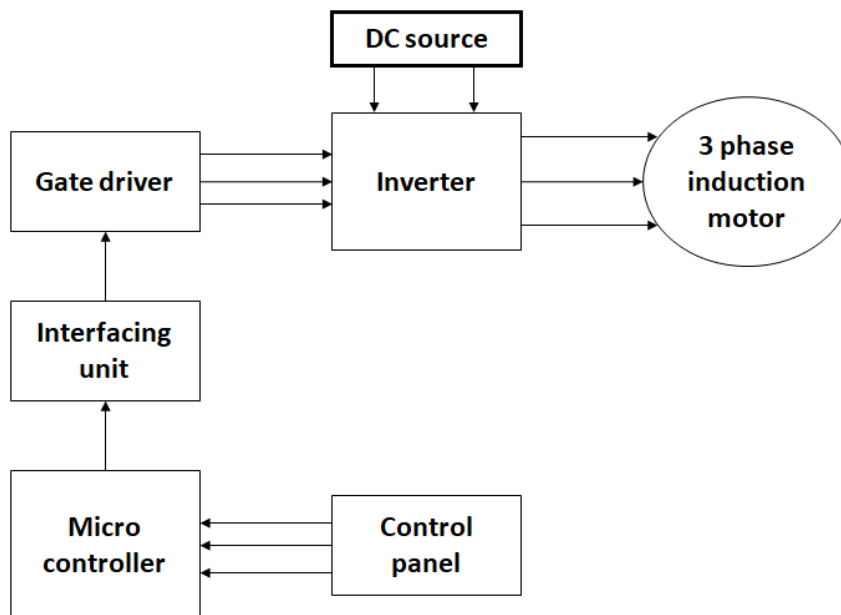 DC source
Gate driver
Inverter
3 phase
induction
motor
Interfacing
unit
Micro
controller
Control
panel